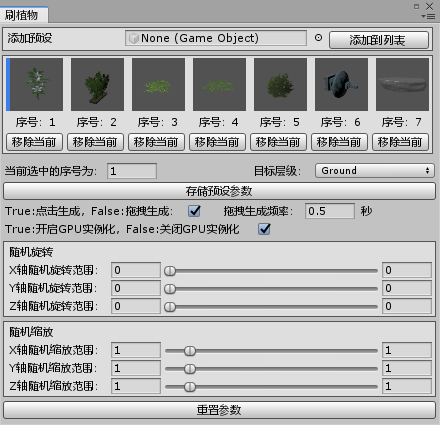 刷植物
添加预设 None (Game Object) 添加到列表
序号: 1 序号: 2 序号: 3 序号: 4 序号: 5 序号: 6 序号: 7
移除当前 移除当前 移除当前 移除当前 移除当前 移除当前 移除当前
当前选中的序号为: 1 目标层级: Ground
存储预设参数
True:点击生成, False:拖拽生成: 拖拽生成频率: 0.5 秒
True:开启GPU实例化, False:关闭GPU实例化
随机旋转
X轴随机旋转范围: 0 0
Y轴随机旋转范围: 0 0
Z轴随机旋转范围: 0 0
随机缩放
X轴随机缩放范围: 1 1
Y轴随机缩放范围: 1 1
Z轴随机缩放范围: 1 1
重置参数